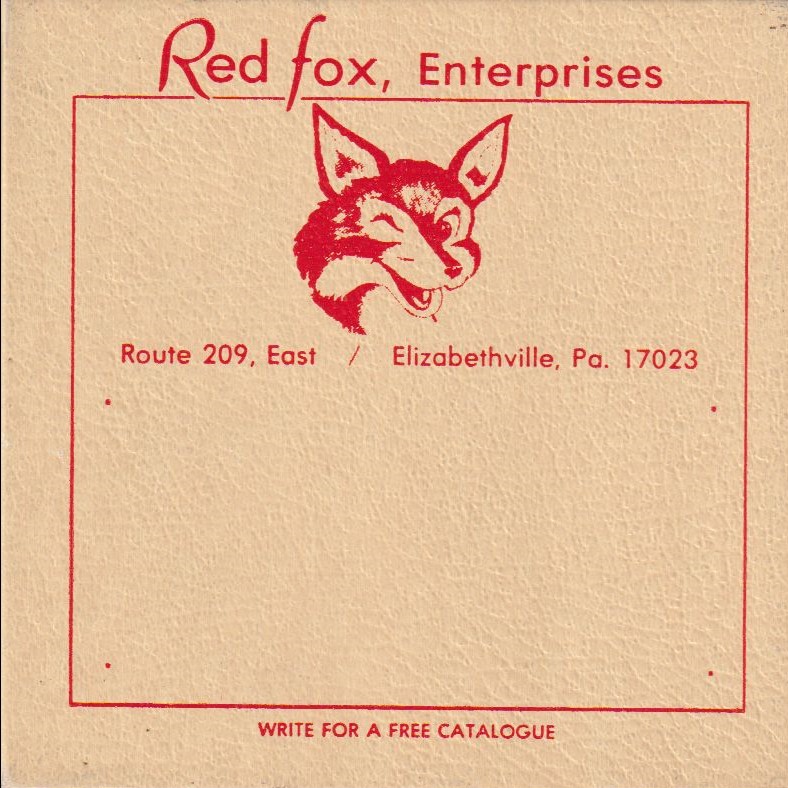 Red fox, Enterprises
Route 209, East / Elizabethville, Pa. 17023
WRITE FOR A FREE CATALOGUE